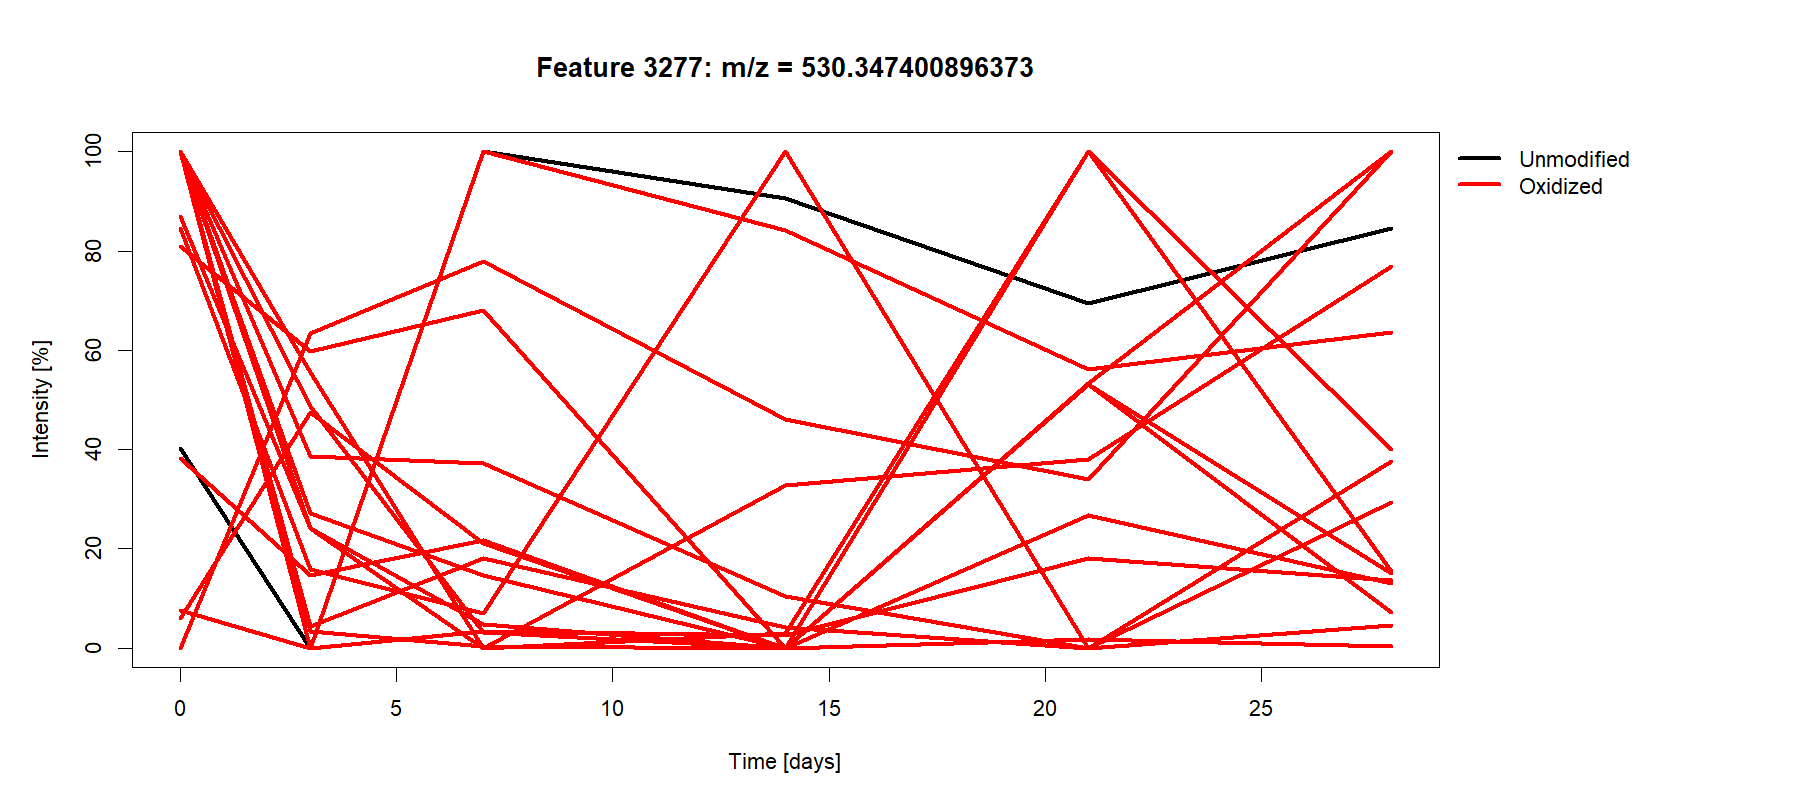 Feature 3277: m/z = 530.347400896373
Unmodified
Oxidized
Intensity [%]
100
80
60
40
20
0
0 5 10 15 20 25
Time [days]